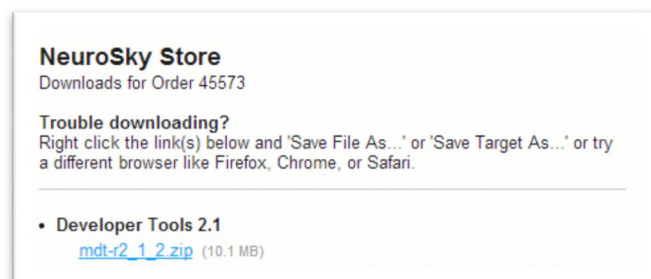 NeuroSky Store
Downloads for Order 45573
Trouble downloading?
Right click the link(s) below and 'Save File As...' or 'Save Target As...' or try
a different browser like Firefox, Chrome, or Safari.
• Developer Tools 2.1
mdt-r2_1_2.zip (10.1 MB)